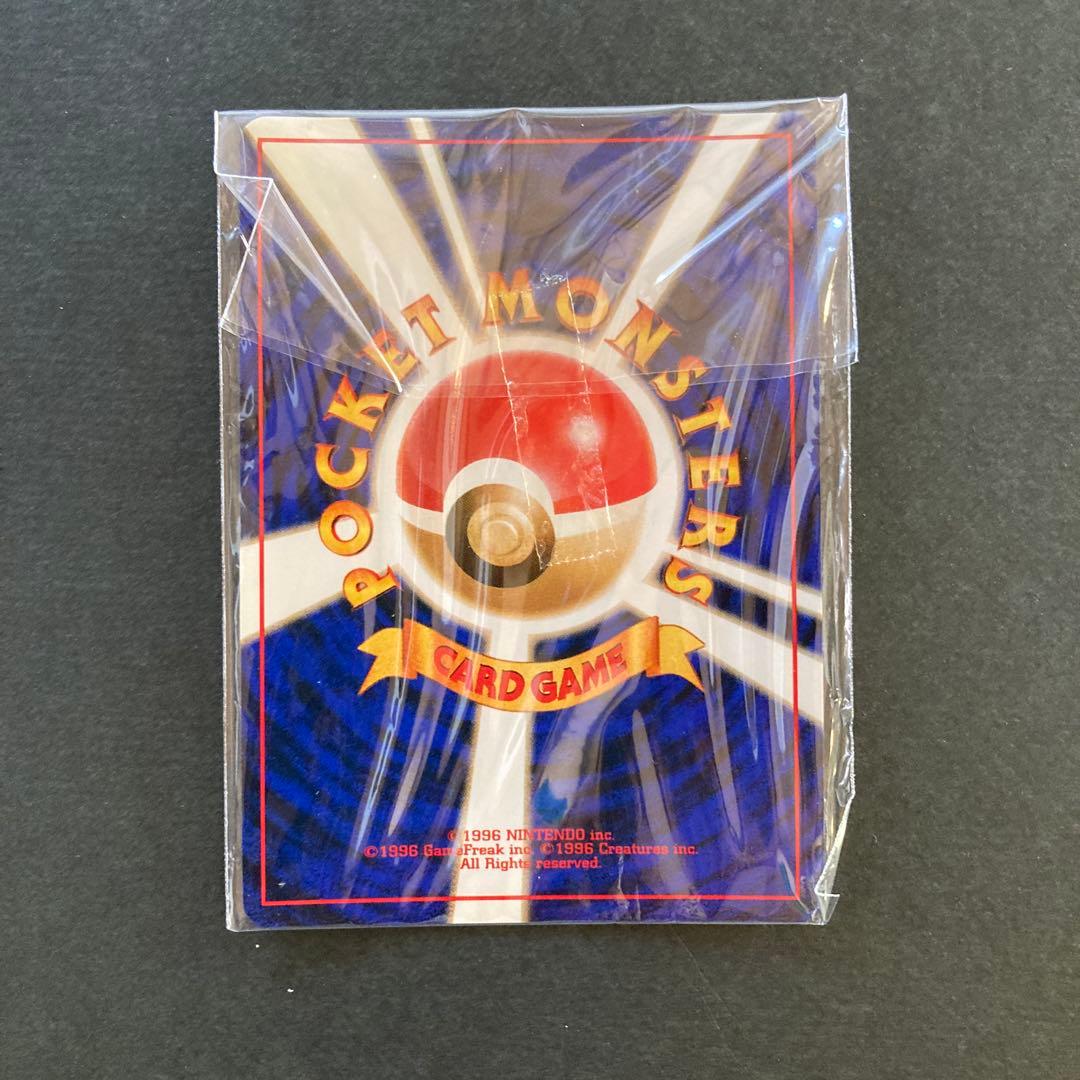 POCKET MONSTERS
CARD GAME
© 1996 NINTENDO inc.
©1996 GameFreak inc. ©1996 Creatures inc.
All Rights reserved.